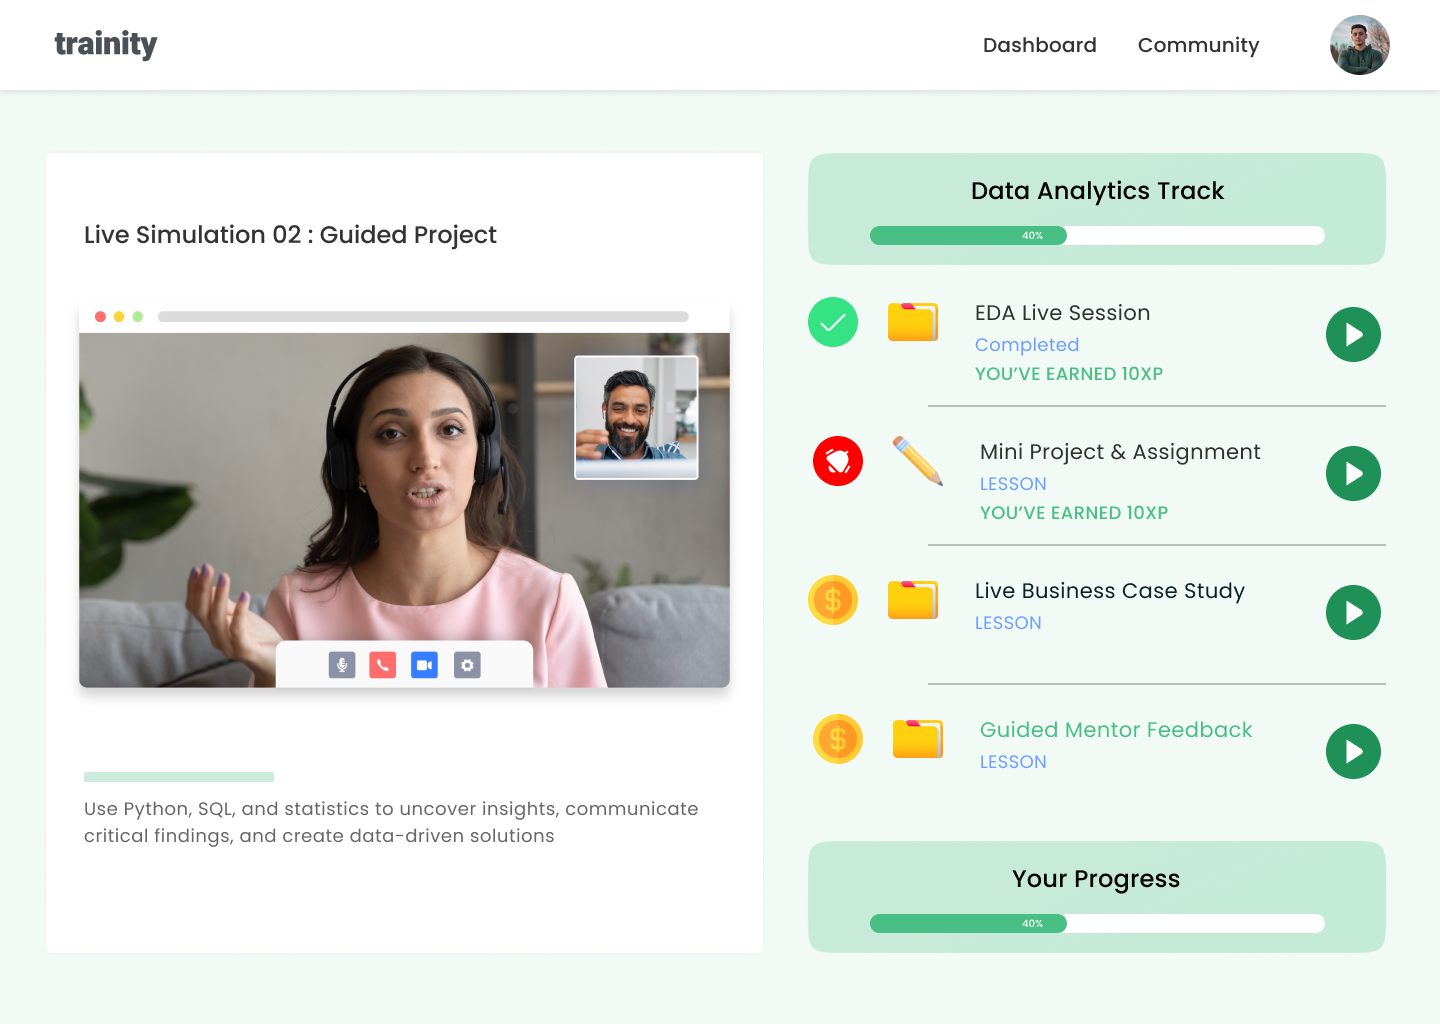 trainity
Dashboard
Community
Live Simulation 02 : Guided Project
Use Python, SQL, and statistics to uncover insights, communicate
critical findings, and create data-driven solutions
Data Analytics Track
40%
EDA Live Session
Completed
YOU’VE EARNED 10XP
Mini Project & Assignment
LESSON
YOU’VE EARNED 10XP
$
Live Business Case Study
LESSON
$
Guided Mentor Feedback
LESSON
Your Progress
40%